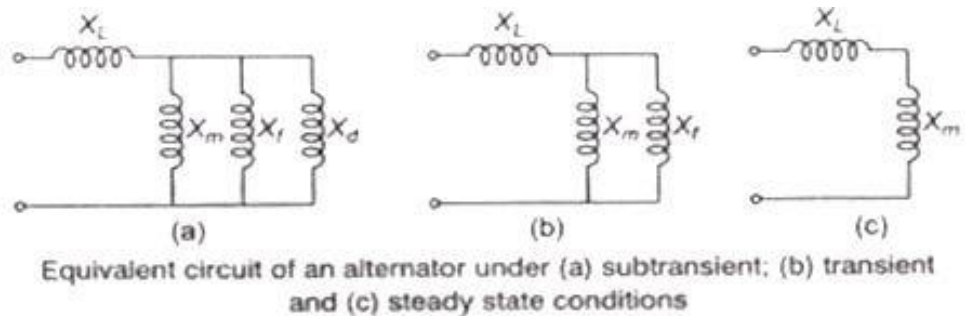 X_L
X_m X_f X_d
(a)
X_L
X_m X_f
(b)
X_L
X_m
(c)
Equivalent circuit of an alternator under (a) subtransient; (b) transient
and (c) steady state conditions